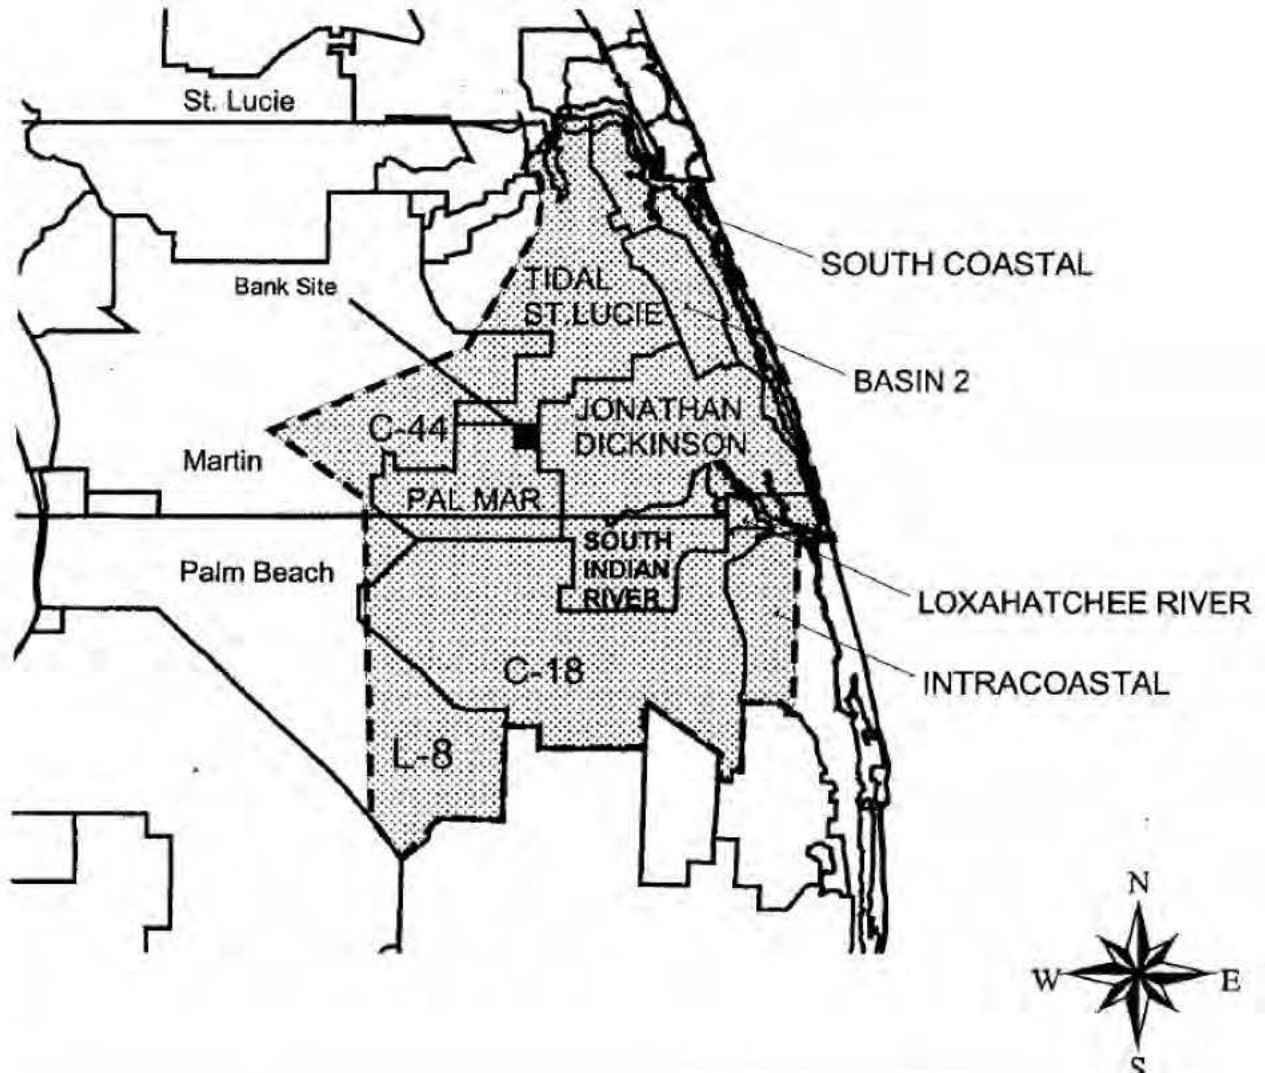 St. Lucie
SOUTH COASTAL
Bank Site
TIDAL
ST. LUCIE
BASIN 2
C-44
JONATHAN
DICKINSON
Martin
PAL MAR
SOUTH
INDIAN
RIVER
Palm Beach
LOXAHATCHEE RIVER
C-18
INTRACOASTAL
L-8
N
W
E
S